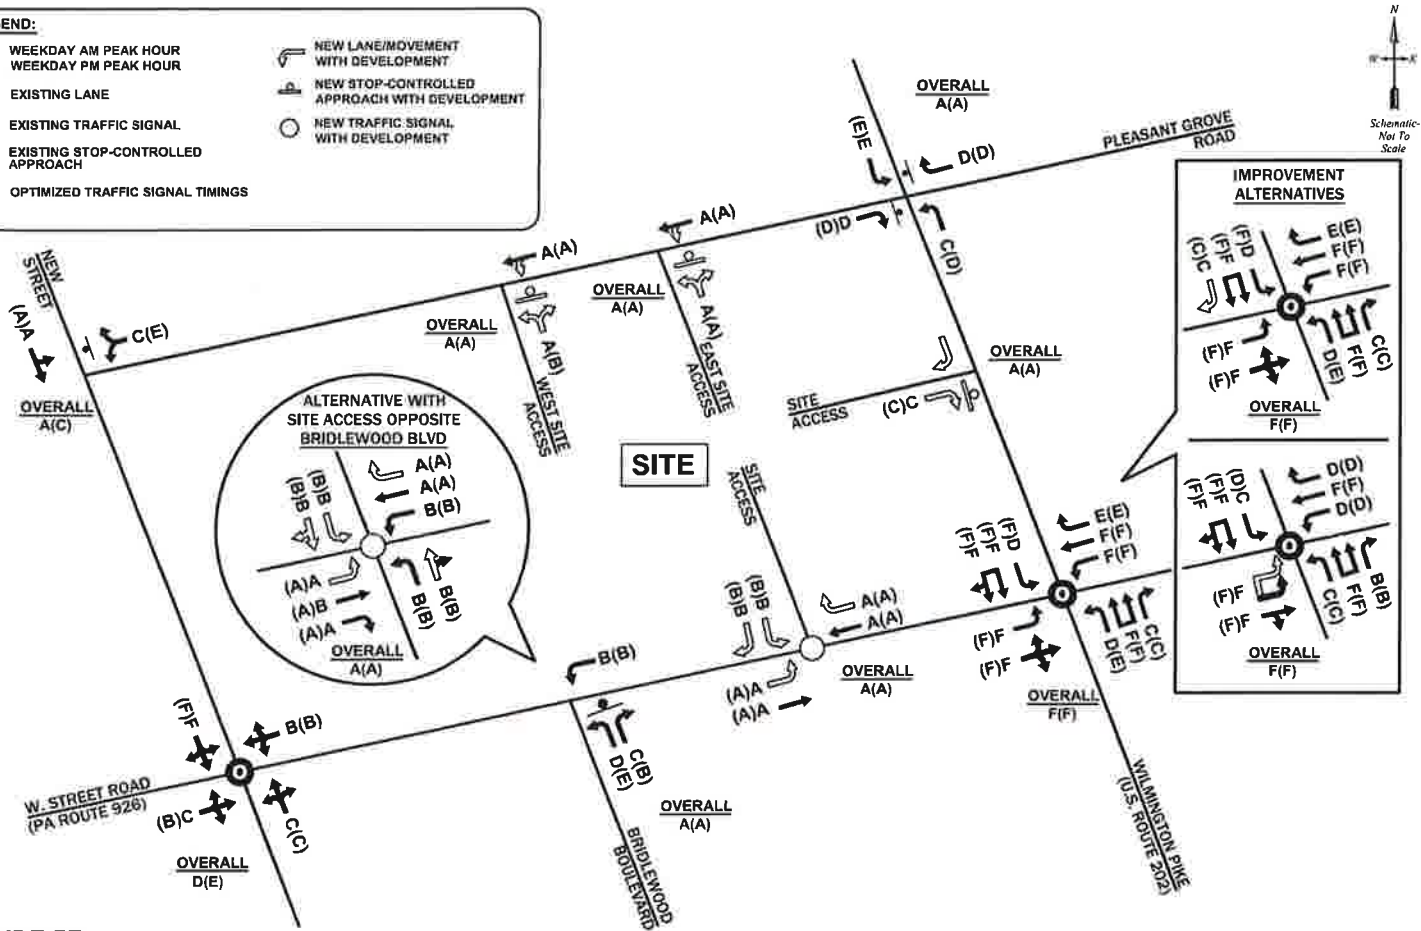 END:
WEEKDAY AM PEAK HOUR
WEEKDAY PM PEAK HOUR
EXISTING LANE
EXISTING TRAFFIC SIGNAL
EXISTING STOP-CONTROLLED
APPROACH
OPTIMIZED TRAFFIC SIGNAL TIMINGS
NEW LANE/MOVEMENT
WITH DEVELOPMENT
NEW STOP-CONTROLLED
APPROACH WITH DEVELOPMENT
NEW TRAFFIC SIGNAL
WITH DEVELOPMENT
N
W
Schematic-
Not To
Scale
OVERALL
A(A)
(E)E
D(D)
(D)D
C(D)
PLEASANT GROVE
ROAD
A(A)
OVERALL
A(A)
A(A)
EAST SITE
ACCESS
A(A)
OVERALL
A(A)
A(B)
WEST SITE
ACCESS
NEW
STREET
(A)A
C(E)
OVERALL
A(C)
ALTERNATIVE WITH
SITE ACCESS OPPOSITE
BRIDLEWOOD BLVD
(B)B
(B)B
A(A)
A(A)
B(B)
(A)A
(A)B
(A)A
B(B)
B(B)
OVERALL
A(A)
SITE
OVERALL
A(A)
SITE
ACCESS
(C)C
SITE
ACCESS
(B)B
(B)B
A(A)
A(A)
(A)A
(A)A
OVERALL
A(A)
(F)F
(F)F
(F)D
E(E)
F(F)
F(F)
(F)F
(F)F
D(E)
F(F)
C(C)
OVERALL
F(F)
WILMINGTON PIKE
(U.S. ROUTE 202)
B(B)
D(E)
C(B)
OVERALL
A(A)
BRIDLEWOOD
BOULEVARD
(F)F
B(B)
(B)C
C(C)
OVERALL
D(E)
W. STREET ROAD
(PA ROUTE 926)
IMPROVEMENT
ALTERNATIVES
(C)C
(F)F
(F)D
E(E)
F(F)
F(F)
(F)F
(F)F
D(E)
F(F)
C(C)
OVERALL
F(F)
(F)F
(F)F
(D)C
D(D)
F(F)
D(D)
(F)F
(F)F
C(C)
F(F)
B(B)
OVERALL
F(F)